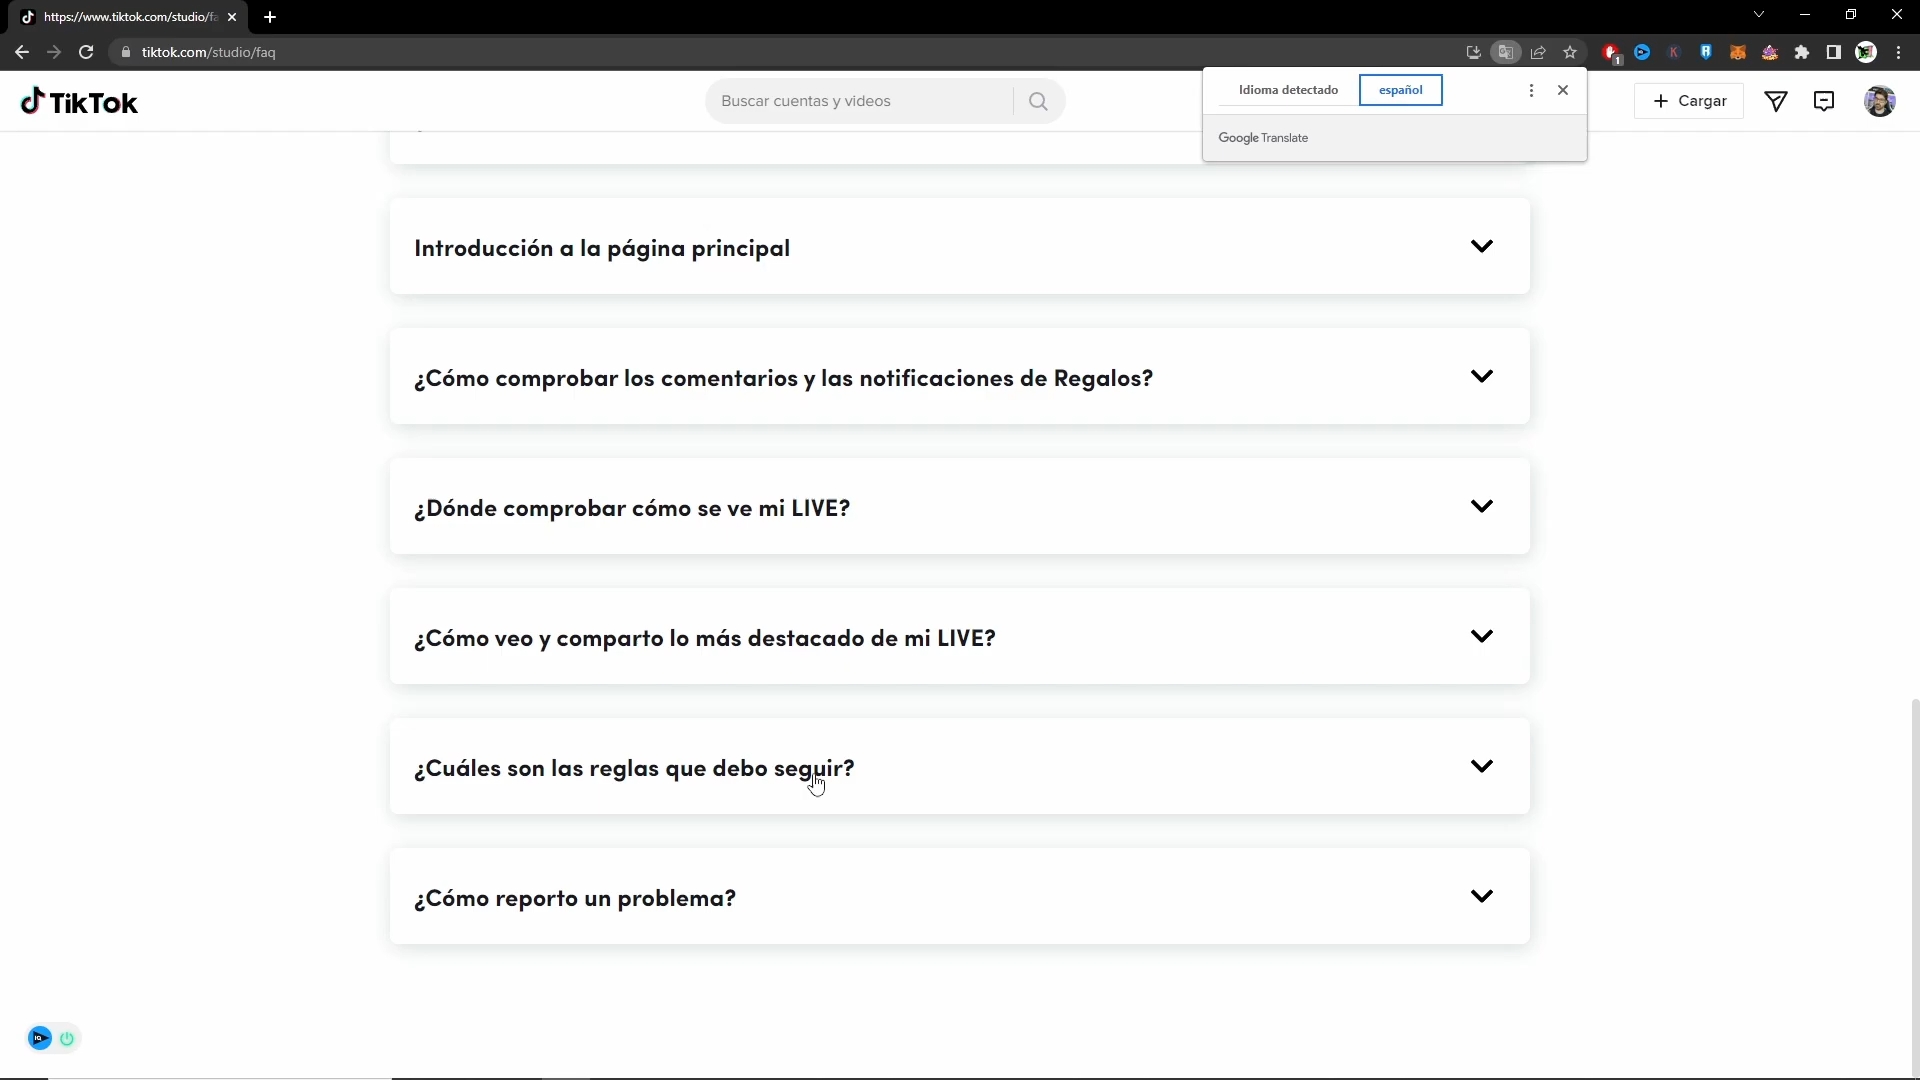 https://www.tiktok.com/studio/fa
tiktok.com/studio/faq
1
TikTok
Buscar cuentas y videos
Idioma detectado
español
Google Translate
Cargar
Introducción a la página principal
¿Cómo comprobar los comentarios y las notificaciones de Regalos?
¿Dónde comprobar cómo se ve mi LIVE?
¿Cómo veo y comparto lo más destacado de mi LIVE?
¿Cuáles son las reglas que debo seguir?
¿Cómo reporto un problema?
IQ